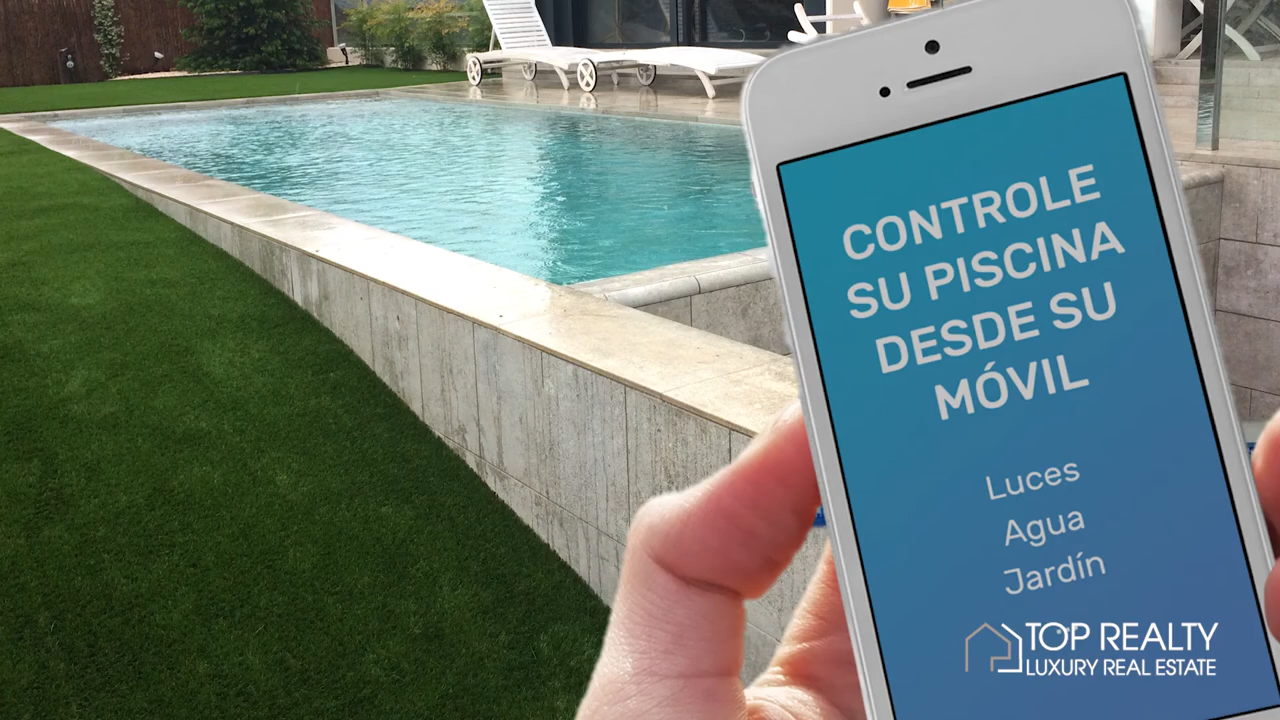 CONTROLE
SU PISCINA
DESDE SU
MÓVIL
Luces
Agua
Jardín
TOP REALTY
LUXURY REAL ESTATE